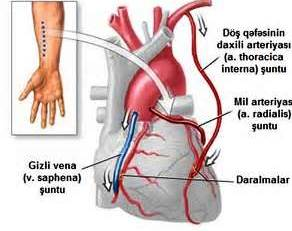 Döş qəfəsinin
daxili arteriyası
(a. thoracica
interna) şuntu
Mil arteriyası
(a. radialis)
şuntu
Gizli vena
(v. saphena)
şuntu
Daralmalar